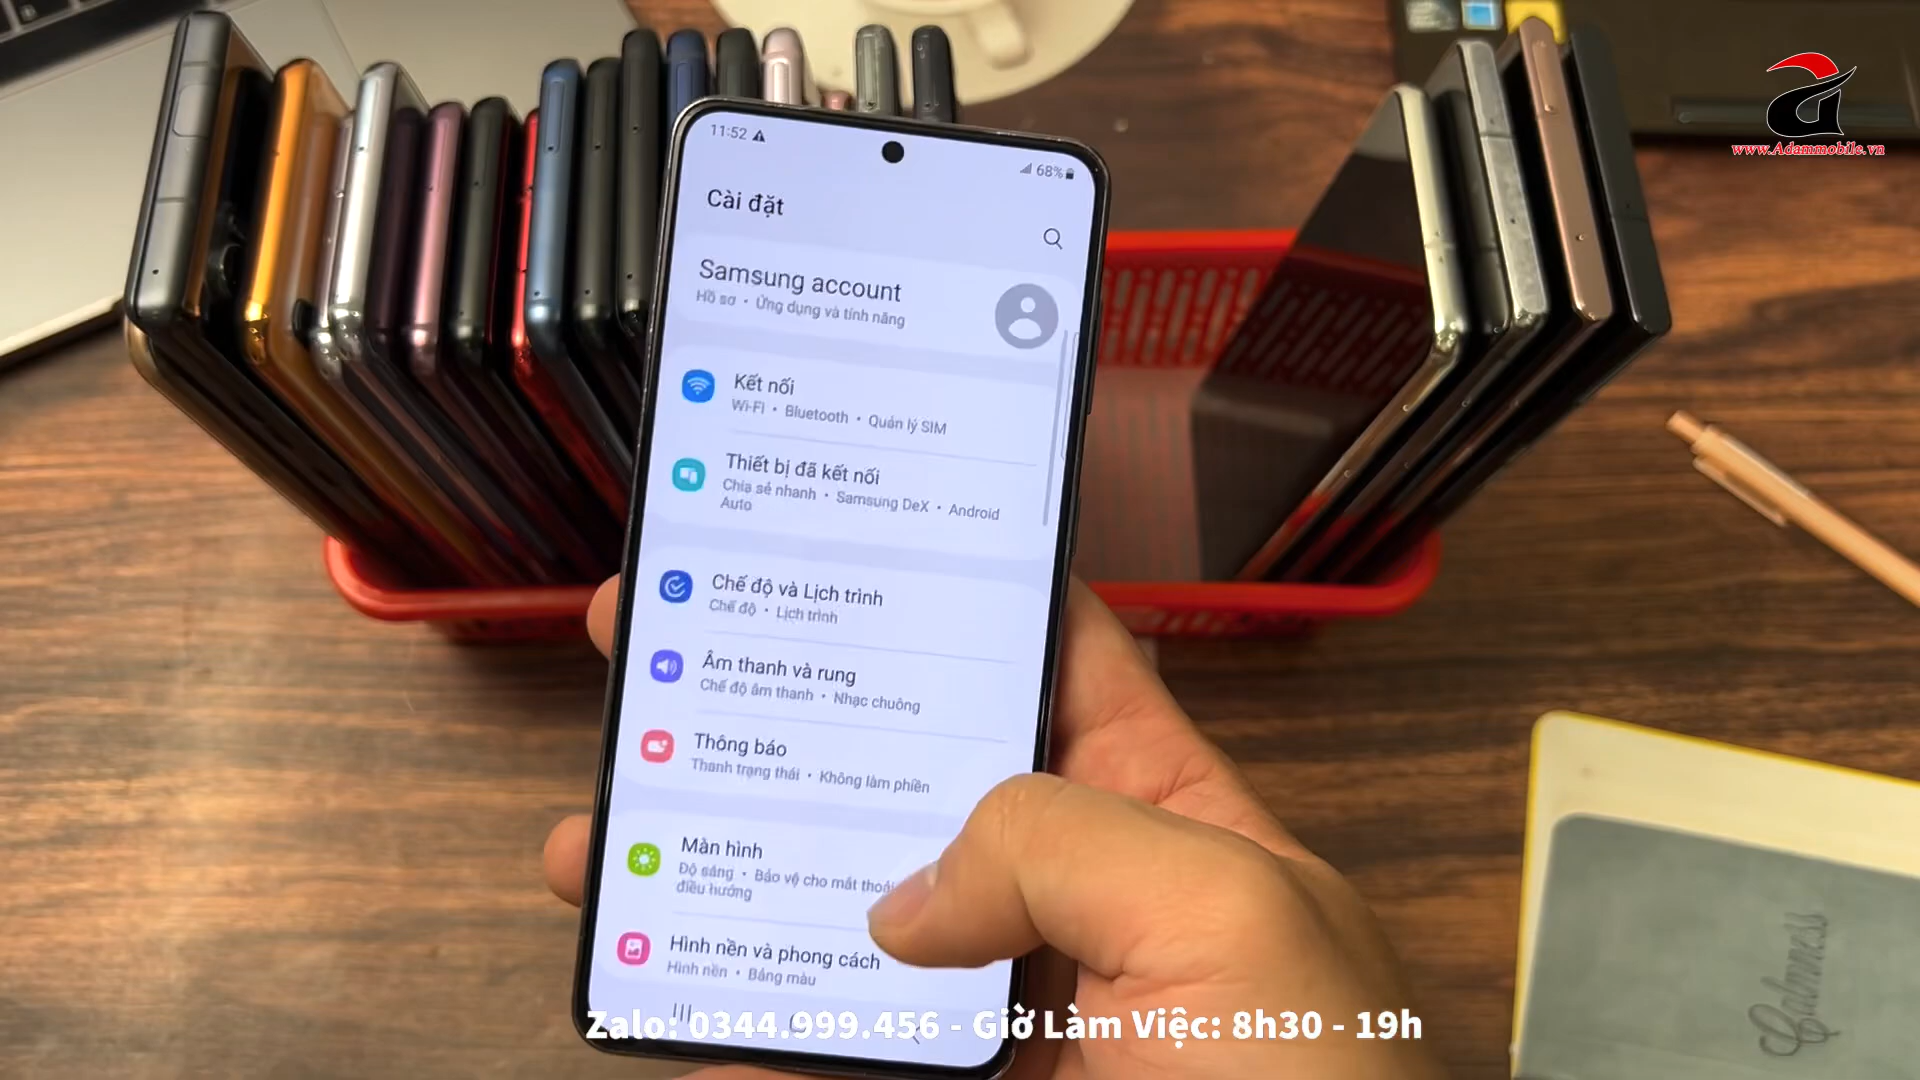 www.Adammobile.vn
11:52
68%
Cài đặt
Samsung account
Hồ sơ • Ứng dụng và tính năng
Kết nối
Wi-Fi • Bluetooth • Quản lý SIM
Thiết bị đã kết nối
Chia sẻ nhanh • Samsung DeX • Android
Auto
Chế độ và Lịch trình
Chế độ • Lịch trình
Âm thanh và rung
Chế độ âm thanh • Nhạc chuông
Thông báo
Thanh trạng thái • Không làm phiền
Màn hình
Độ sáng • Bảo vệ cho mắt thoải
điều hướng
Hình nền và phong cách
Hình nền • Bảng màu
Calmness
Zalo: 0344.999.456 - Giờ Làm Việc: 8h30 - 19h